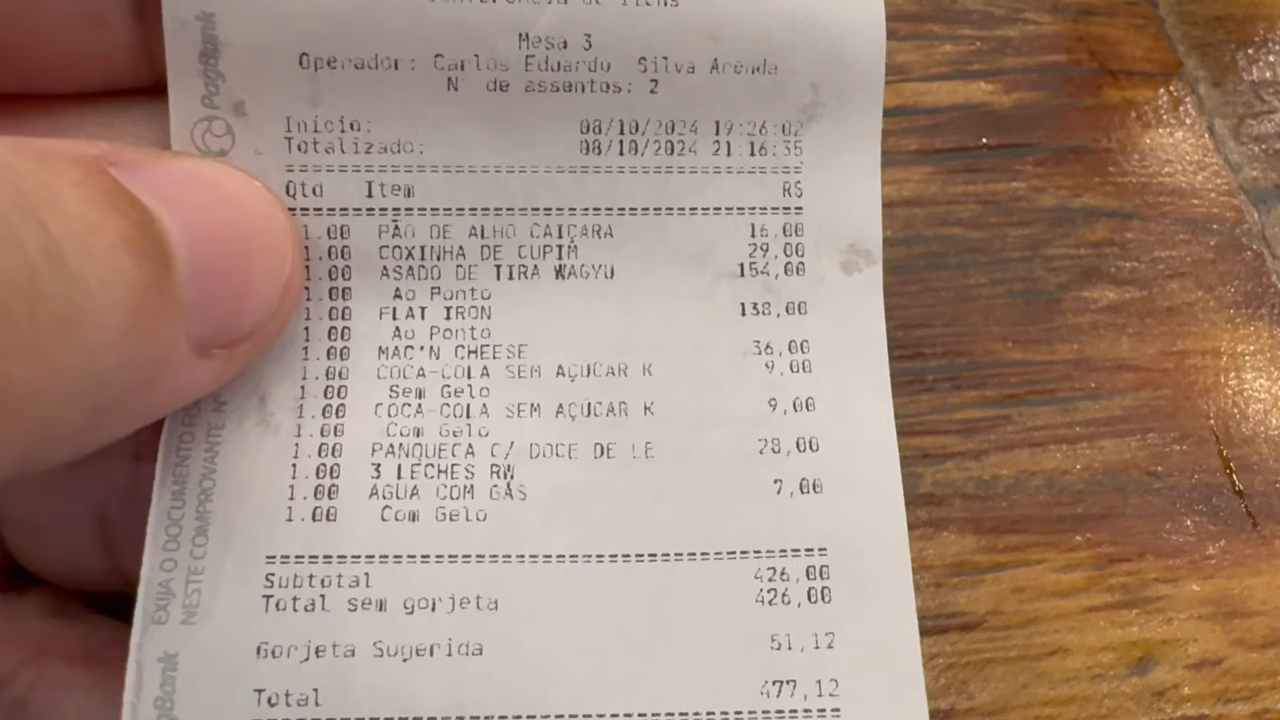 Conferência de Itens
Mesa 3
Operador: Carlos Eduardo Silva Arenda
N° de assentos: 2
Início: 08/10/2024 19:26:02
Totalizado: 08/10/2024 21:16:35
Qtd Item R$
1.00 PÃO DE ALHO CAIÇARA 16,00
1.00 COXINHA DE CUPIM 29,00
1.00 ASADO DE TIRA WAGYU 154,00
1.00 Ao Ponto
1.00 FLAT IRON 138,00
1.00 Ao Ponto
1.00 MAC'N CHEESE 36,00
1.00 COCA-COLA SEM AÇÚCAR K 9,00
1.00 Sem Gelo
1.00 COCA-COLA SEM AÇÚCAR K 9,00
1.00 Com Gelo
1.00 PANQUECA C/ DOCE DE LE 28,00
1.00 3 LECHES RW
1.00 ÁGUA COM GÁS 7,00
1.00 Com Gelo
Subtotal 426,00
Total sem gorjeta 426,00
Gorjeta Sugerida 51,12
Total 477,12
PagBank
EXIJA O DOCUMENTO
NESTE COMPROVANTE
gBank